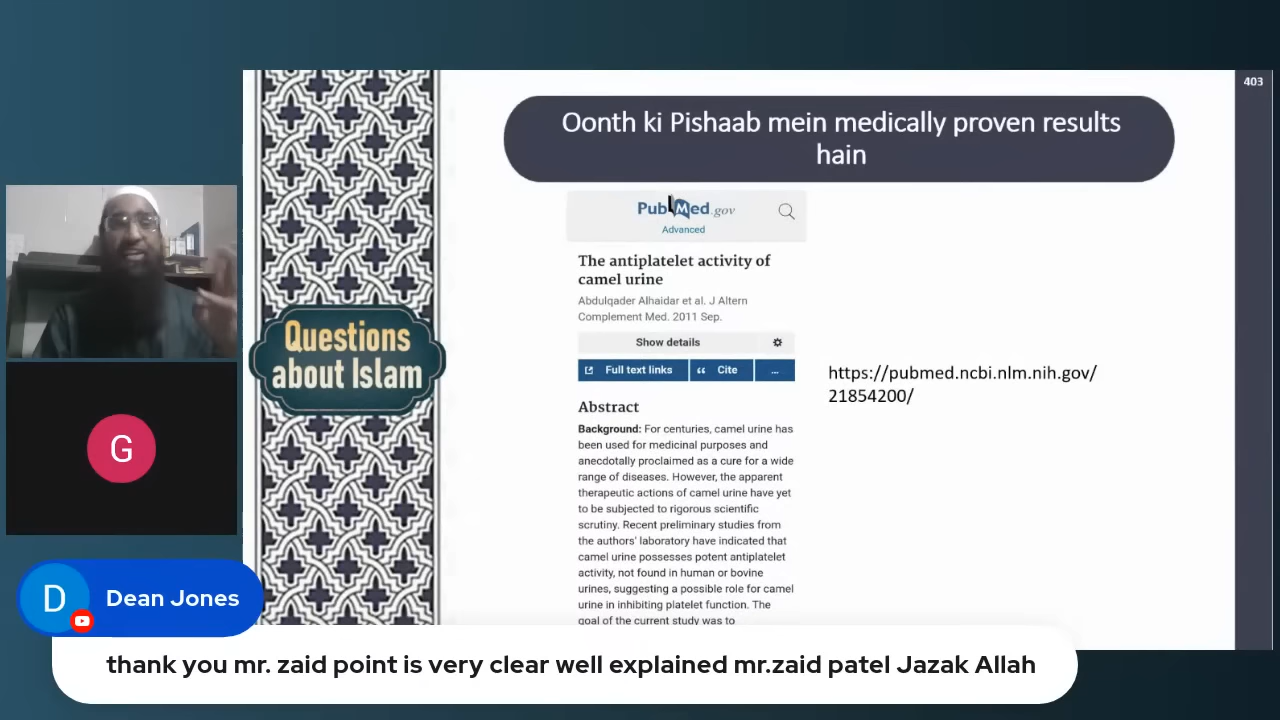 403
Oonth ki Pishaab mein medically proven results
hain
PubMed.gov
Advanced
The antiplatelet activity of
camel urine
Abdulqader Alhaidar et al. J Altern
Complement Med. 2011 Sep.
Show details
Full text links
Cite
...
Abstract
Background: For centuries, camel urine has
been used for medicinal purposes and
anecdotally proclaimed as a cure for a wide
range of diseases. However, the apparent
therapeutic actions of camel urine have yet
to be subjected to rigorous scientific
scrutiny. Recent preliminary studies from
the authors' laboratory have indicated that
camel urine possesses potent antiplatelet
activity, not found in human or bovine
urines, suggesting a possible role for camel
urine in inhibiting platelet function. The
goal of the current study was to
https://pubmed.ncbi.nlm.nih.gov/
21854200/
Questions
about Islam
G
D
Dean Jones
thank you mr. zaid point is very clear well explained mr.zaid patel Jazak Allah